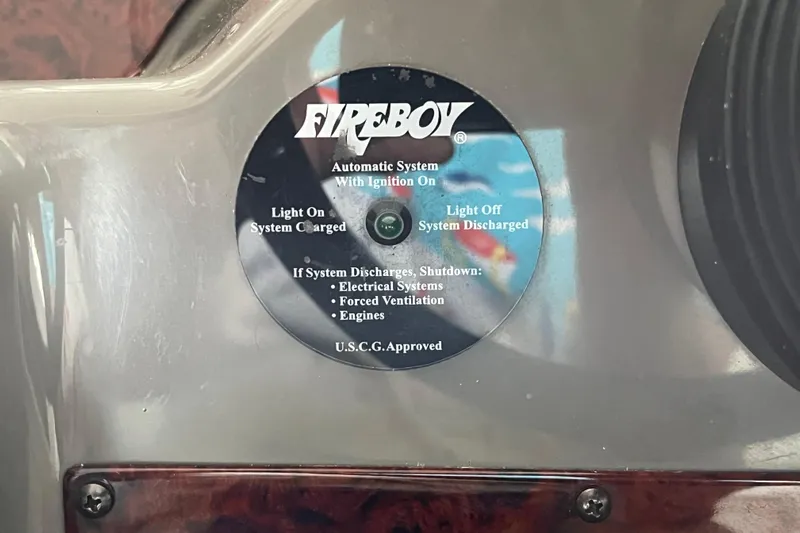 FIREBOY®
Automatic System
With Ignition On
Light On
System Charged
Light Off
System Discharged
If System Discharges, Shutdown:
• Electrical Systems
• Forced Ventilation
• Engines
U.S.C.G. Approved